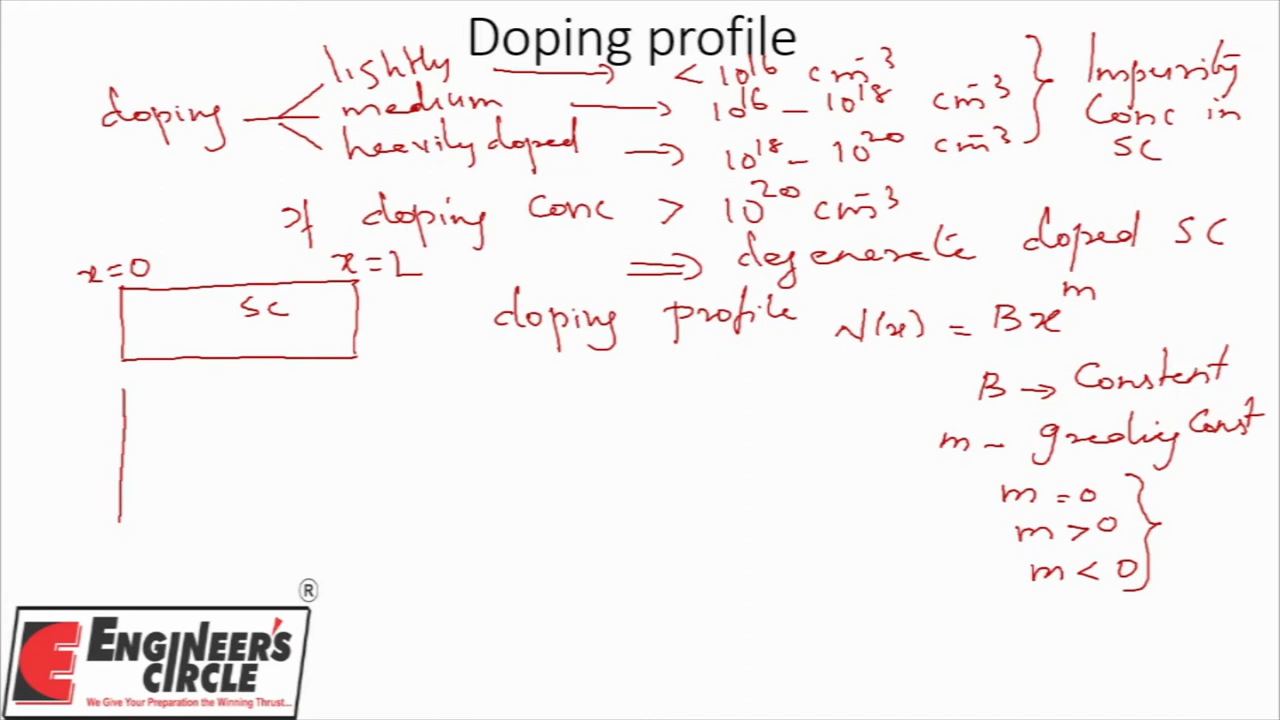 Doping profile
lightly → < 10^16 cm^-3
doping medium → 10^16 - 10^18 cm^-3
heavily doped → 10^18 - 10^20 cm^-3
Impurity
Conc in
SC
If doping conc > 10^20 cm^-3
⇒ degenerate doped SC
x=0 x=L
SC
doping profile N(x) = Bx^m
B → Constent
m - greding Const
m = 0
m > 0
m < 0
®
ENGINEER'S
CIRCLE
We Give Your Preparation the Winning Thrust...